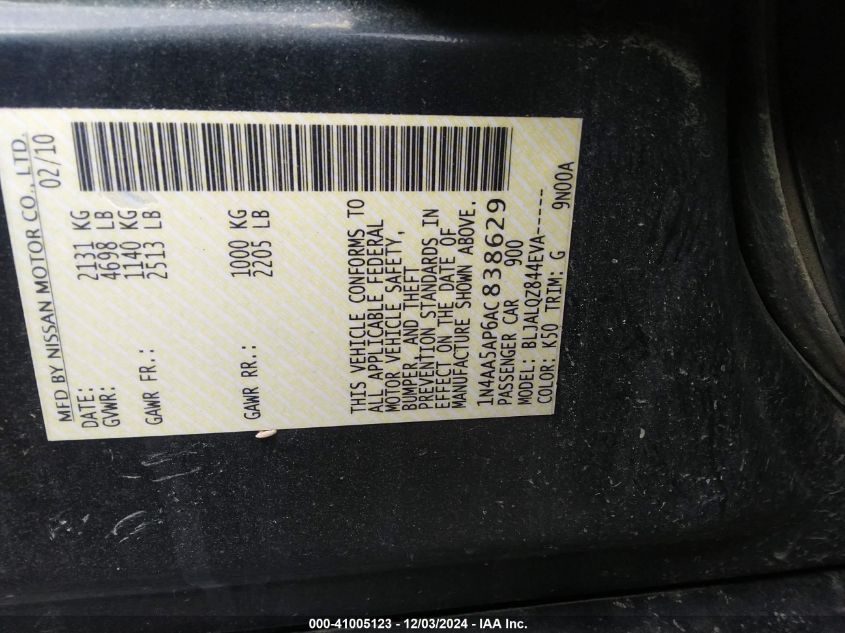 MFD BY NISSAN MOTOR CO., LTD.
DATE: 02/10
GVWR: 2131 KG
4698 LB
GAWR FR.: 1140 KG
2513 LB
GAWR RR.: 1000 KG
2205 LB
THIS VEHICLE CONFORMS TO
ALL APPLICABLE FEDERAL
MOTOR VEHICLE SAFETY,
BUMPER, AND THEFT
PREVENTION STANDARDS IN
EFFECT ON THE DATE OF
MANUFACTURE SHOWN ABOVE.
1N4AA5AP6AC838629
PASSENGER CAR 900
MODEL: BLJALQZ844EVA-----
COLOR: K50 TRIM: G 9N00A
000-41005123 - 12/03/2024 - IAA Inc.